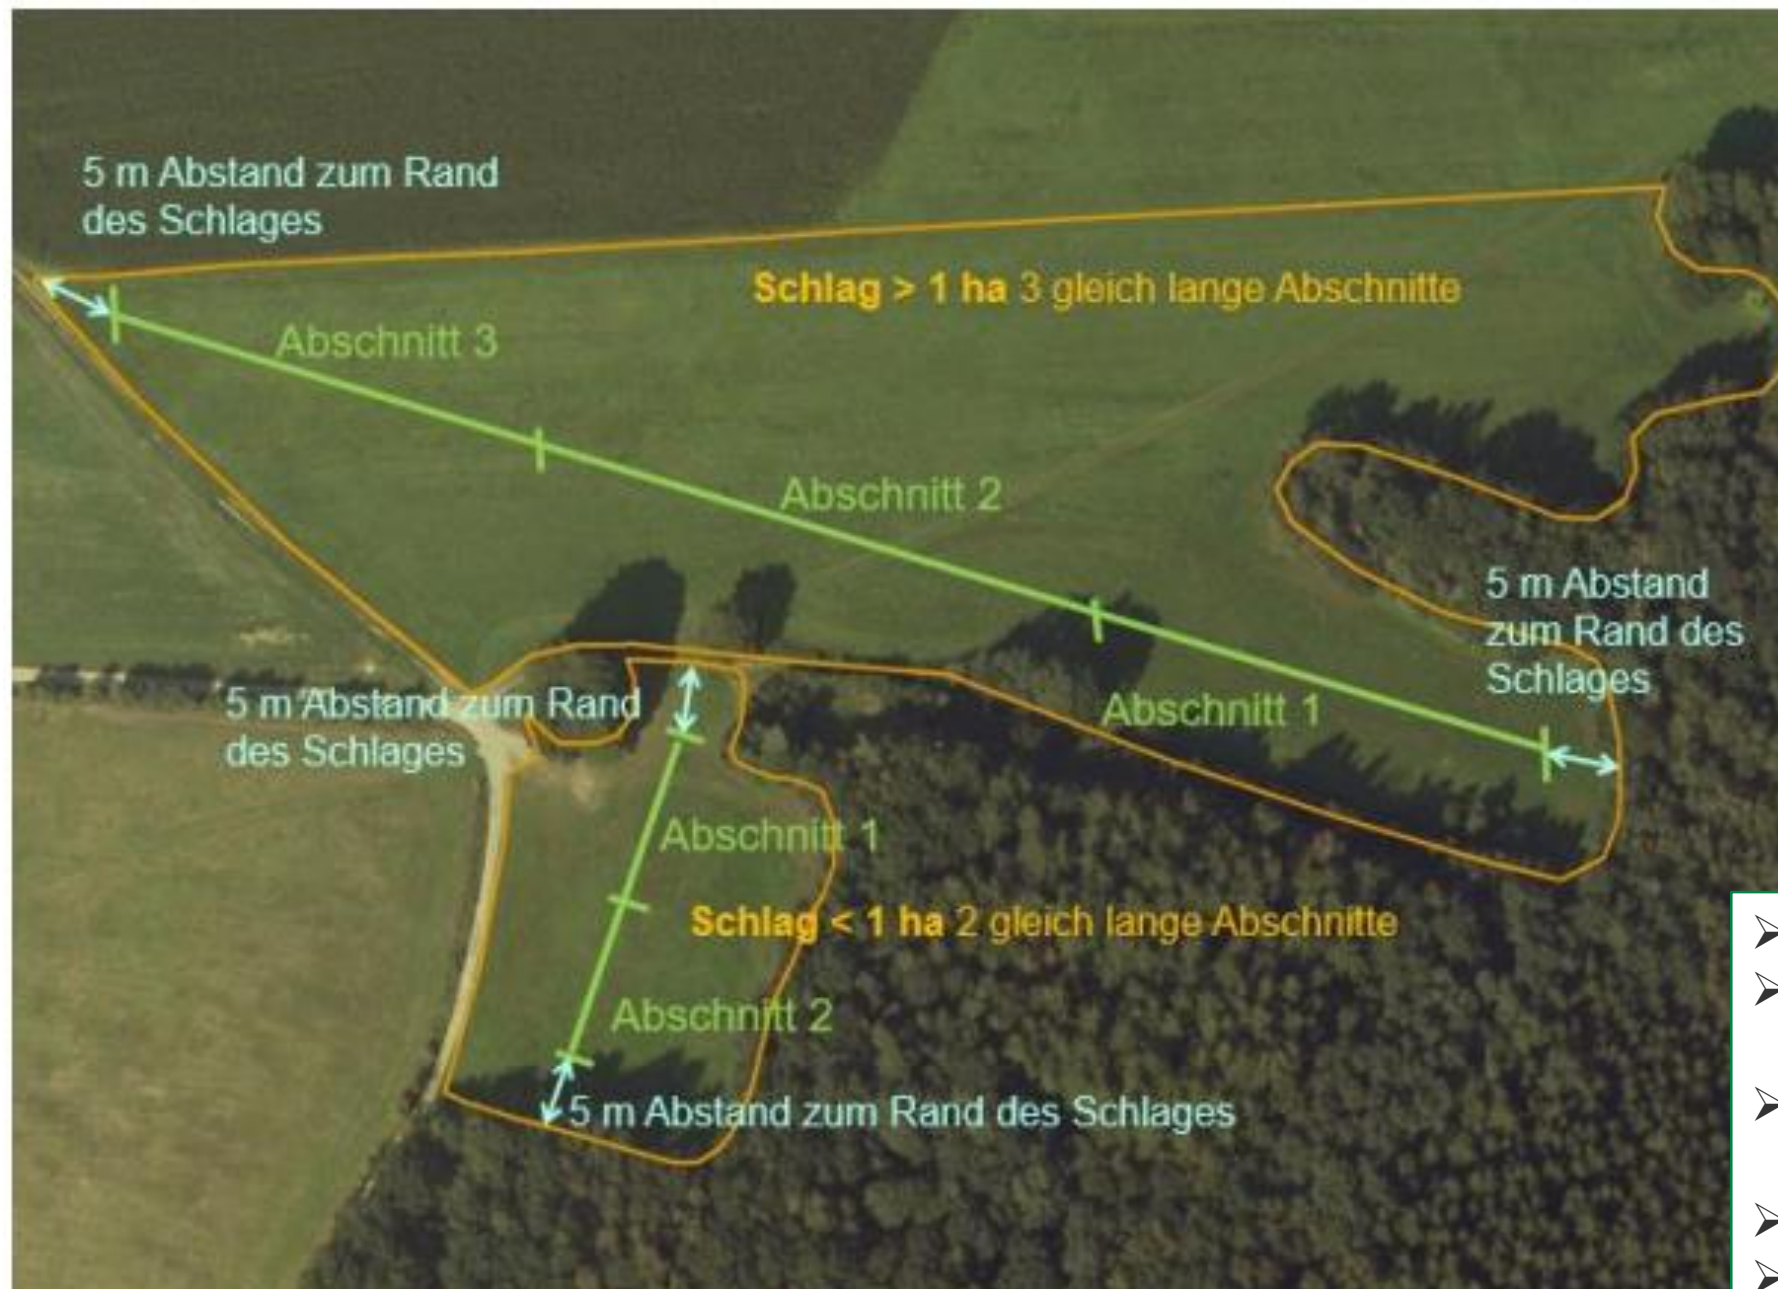 5 m Abstand zum Rand
des Schlages
Schlag > 1 ha 3 gleich lange Abschnitte
Abschnitt 3
Abschnitt 2
5 m Abstand
zum Rand des
Schlages
Abschnitt 1
5 m Abstand zum Rand
des Schlages
Abschnitt 1
Schlag < 1 ha 2 gleich lange Abschnitte
Abschnitt 2
5 m Abstand zum Rand des Schlages